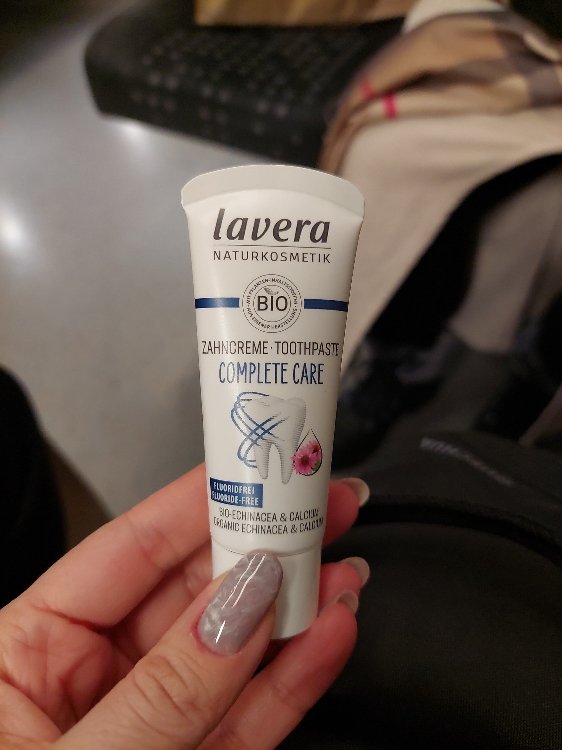 lavera
NATURKOSMETIK
BIO
ZAHNCREME · TOOTHPASTE
COMPLETE CARE
FLUORIDFREI
FLUORIDE-FREE
BIO-ECHINACEA & CALCIUM
ORGANIC ECHINACEA & CALCIUM